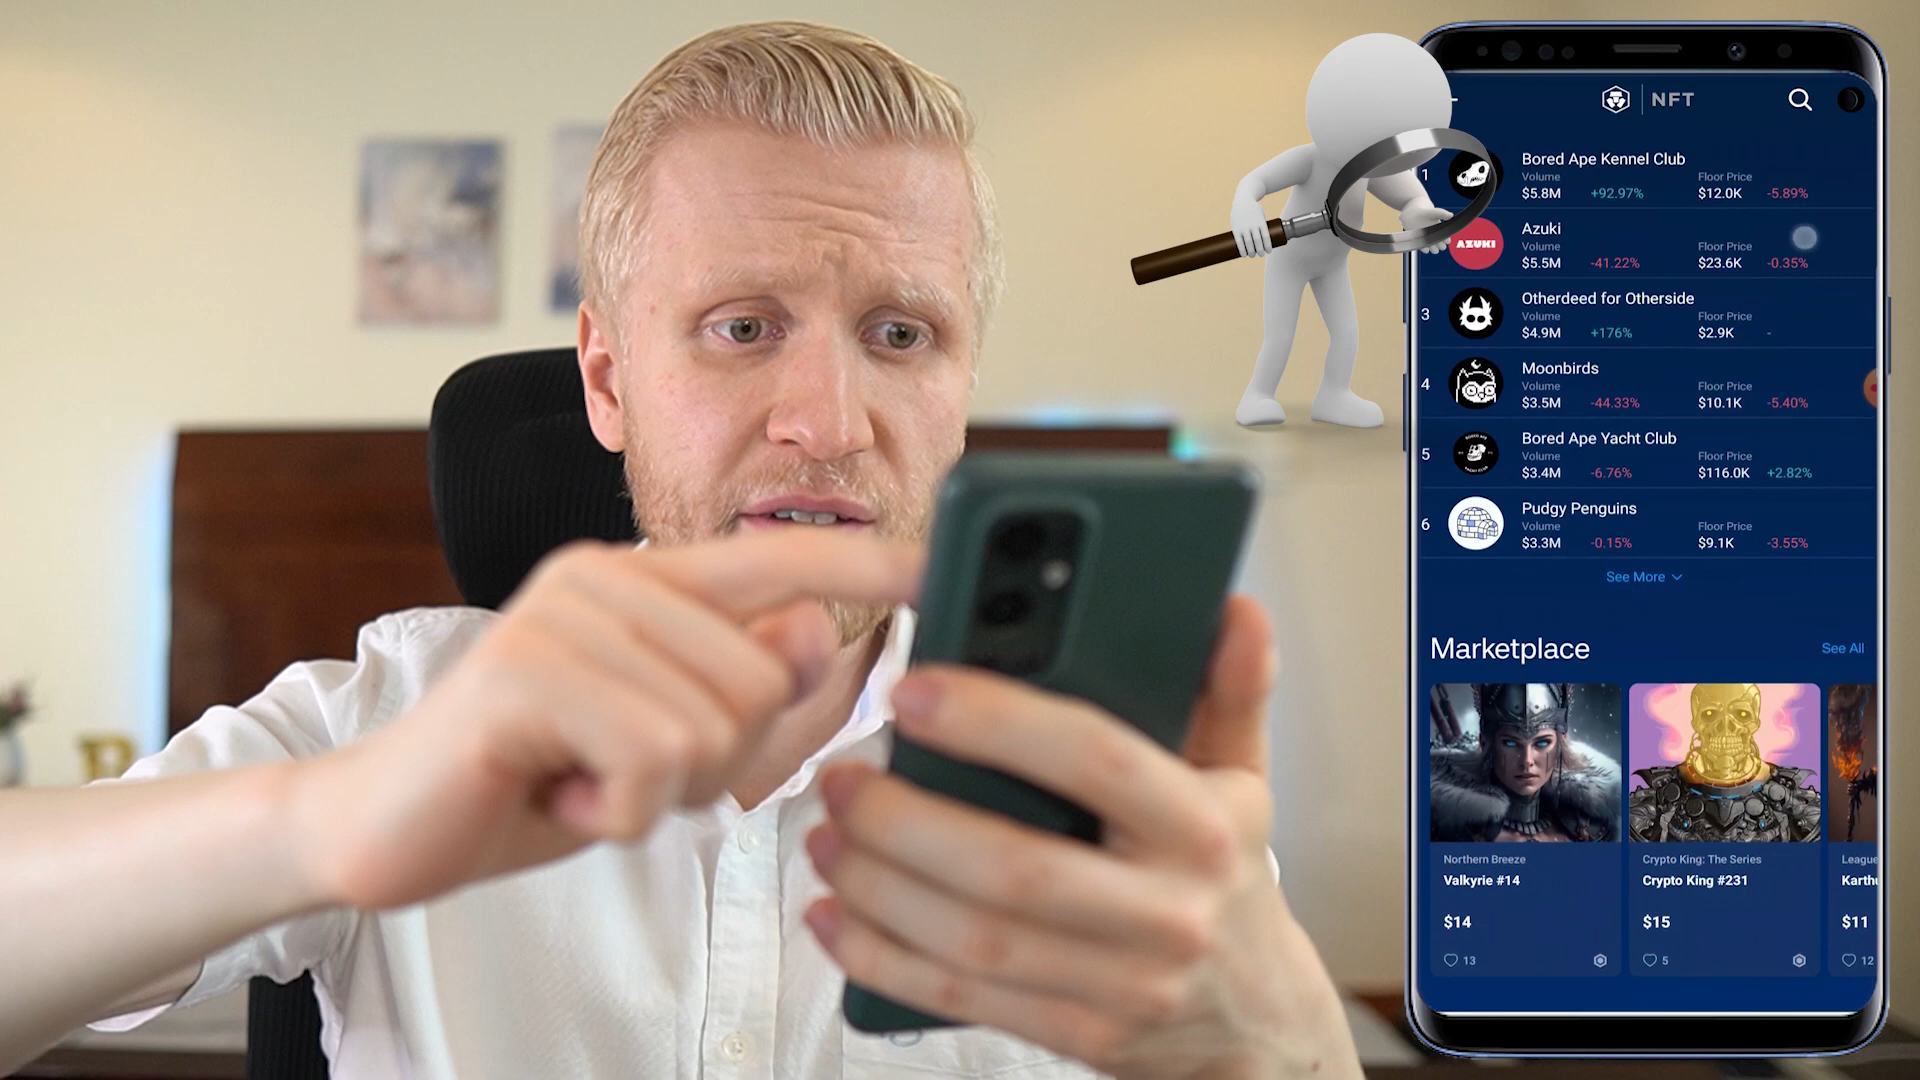 NFT
1
Bored Ape Kennel Club
Volume Floor Price
$5.8M +92.97% $12.0K -5.89%
AZUKI
Azuki
Volume Floor Price
$5.5M -41.22% $23.6K -0.35%
3
Otherdeed for Otherside
Volume Floor Price
$4.9M +176% $2.9K -
4
Moonbirds
Volume Floor Price
$3.5M -44.33% $10.1K -5.40%
5
Bored Ape Yacht Club
Volume Floor Price
$3.4M -6.76% $116.0K +2.82%
6
Pudgy Penguins
Volume Floor Price
$3.3M -0.15% $9.1K -3.55%
See More
Marketplace See All
Northern Breeze
Valkyrie #14
$14
13
Crypto King: The Series
Crypto King #231
$15
5
League
Karthu
$11
12